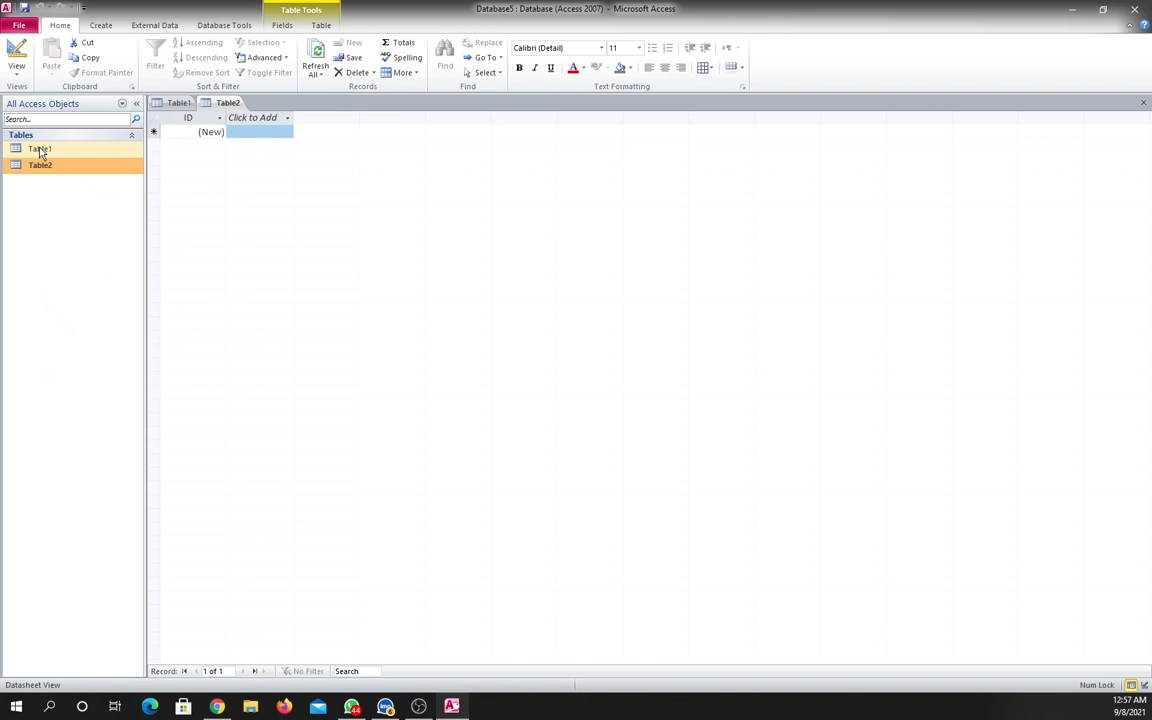 Table Tools
Database5 : Database (Access 2007) - Microsoft Access
File Home Create External Data Database Tools Fields Table
View
Views
Paste
Cut
Copy
Format Painter
Clipboard
Filter
Ascending
Descending
Remove Sort
Selection
Advanced
Toggle Filter
Sort & Filter
Refresh All
New
Save
Delete
Totals
Spelling
More
Records
Find
Replace
Go To
Select
Find
Calibri (Detail) 11
B I U A
Text Formatting
All Access Objects
Search...
Tables
Table1
Table2
Table1 Table2
ID Click to Add
(New)
Record: 1 of 1 No Filter Search
Datasheet View Num Lock
44
12:57 AM
9/8/2021